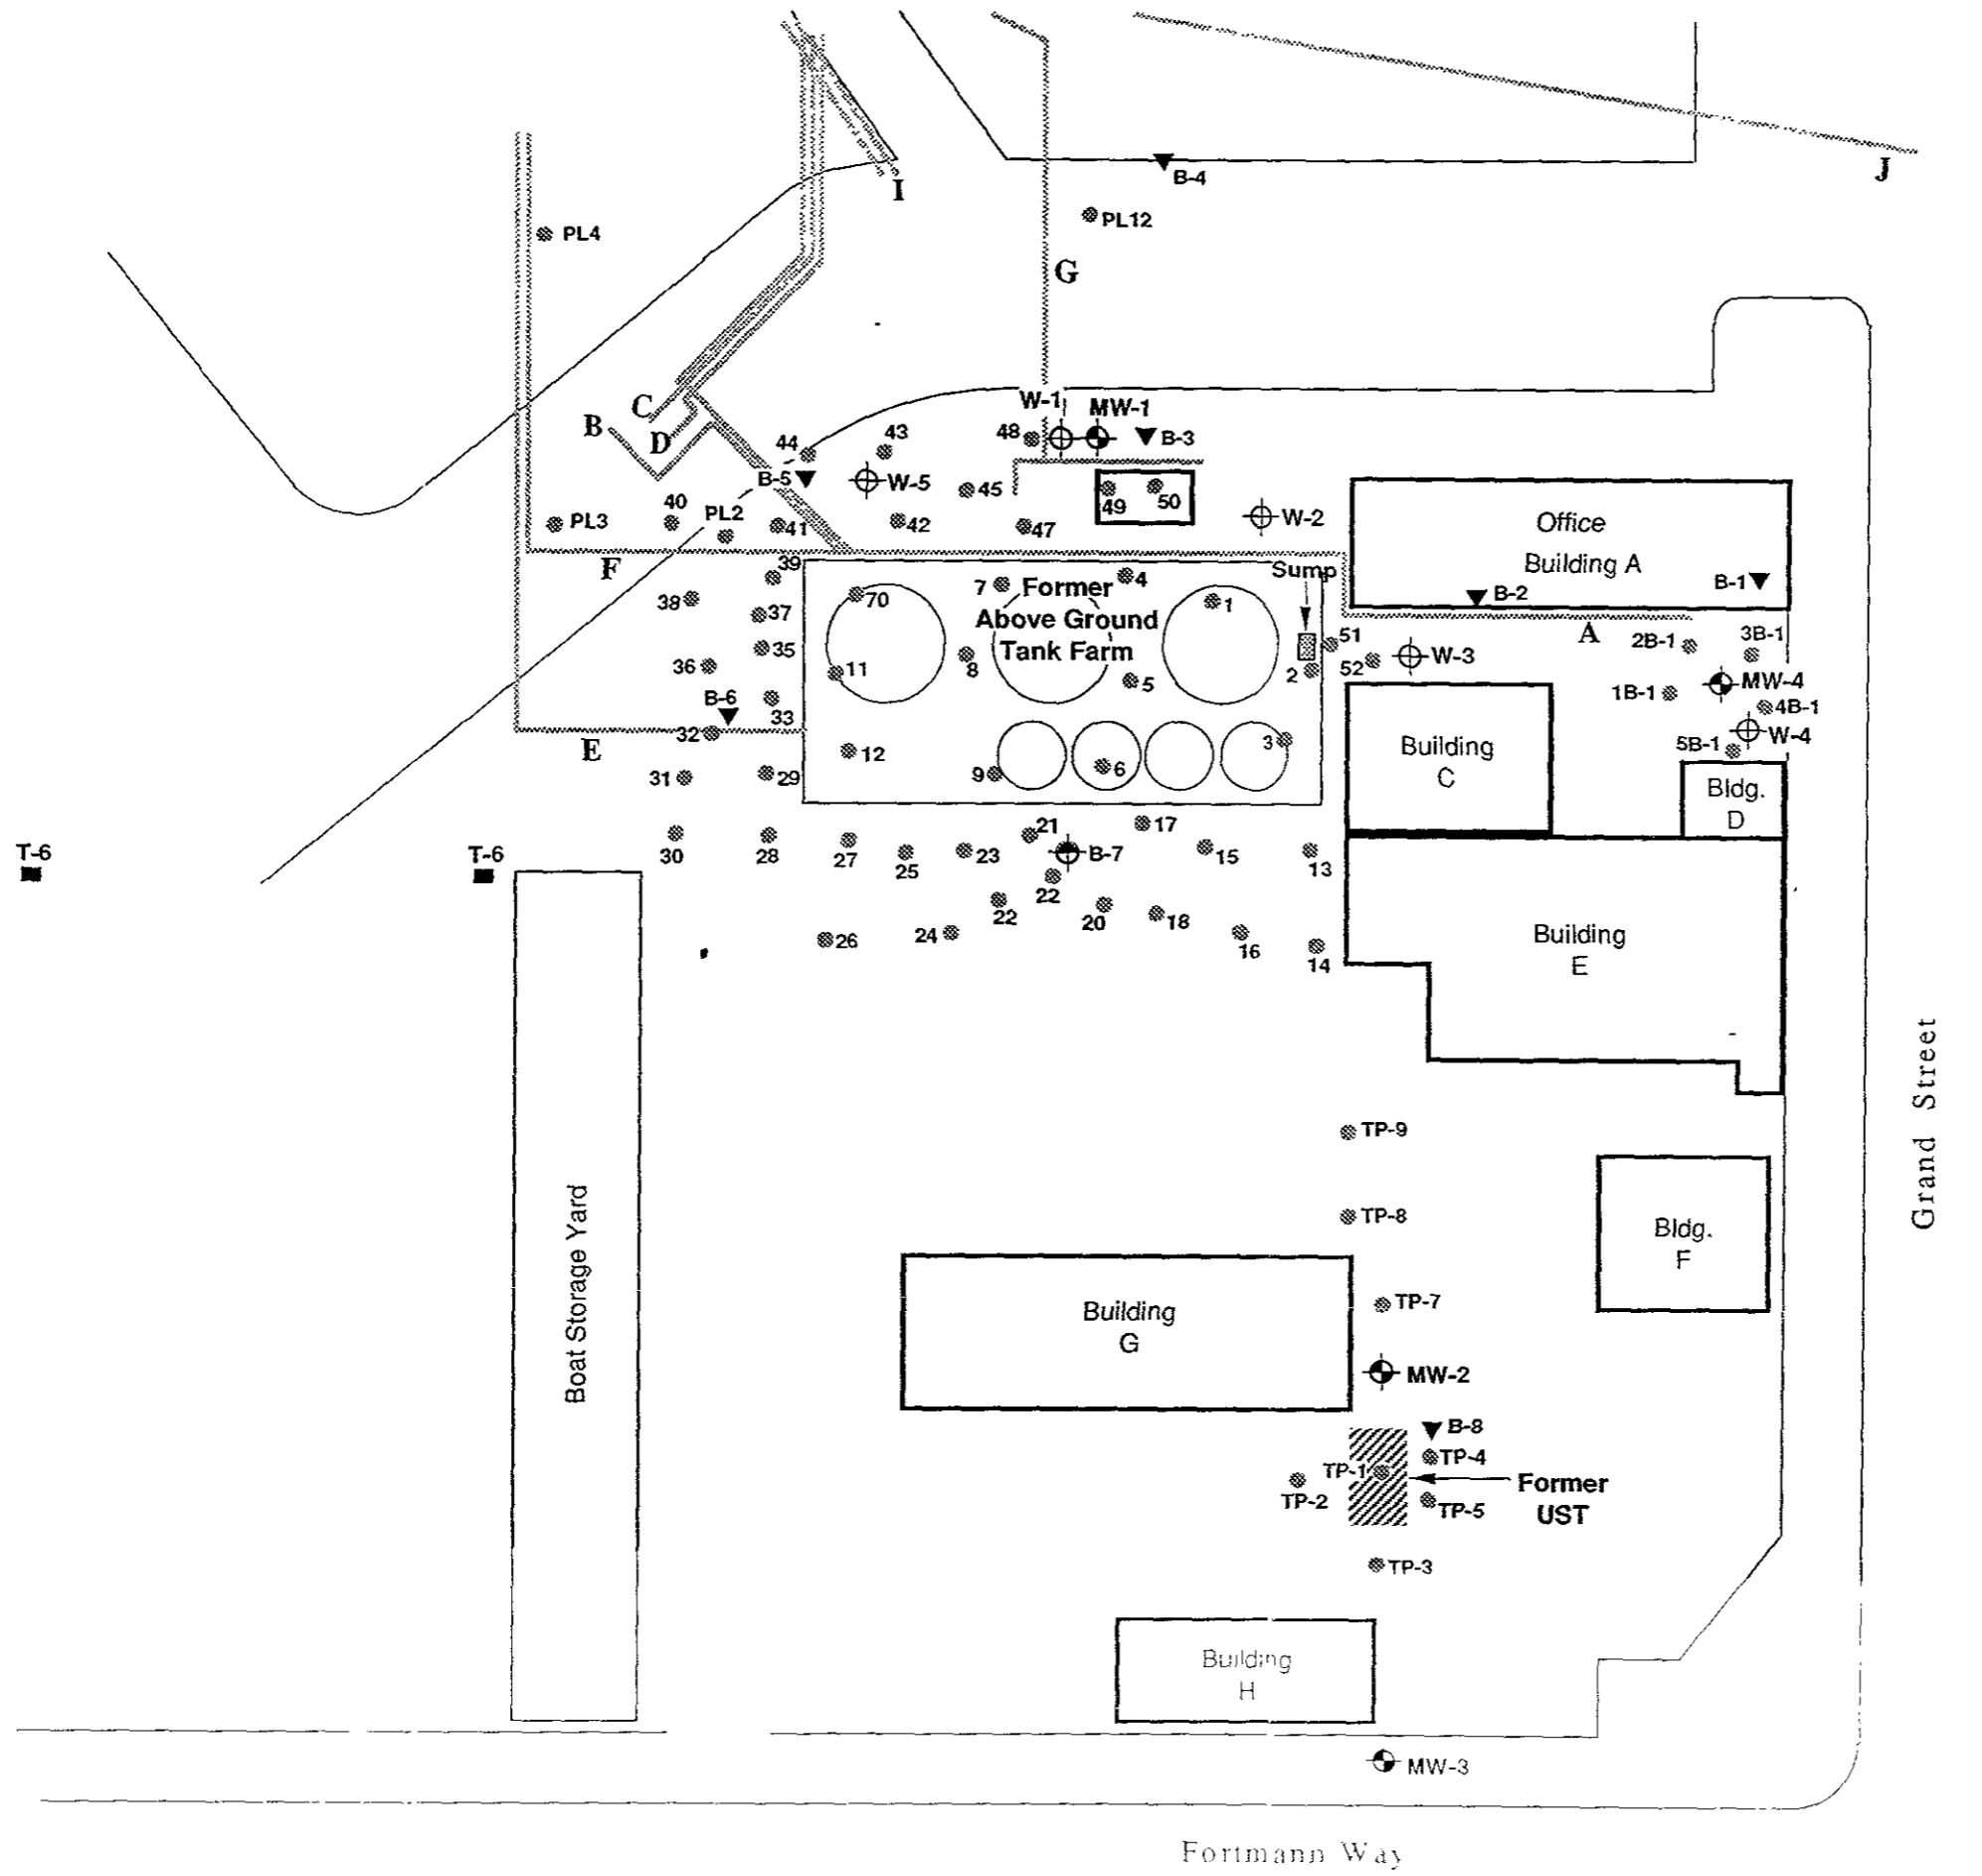 I
B-4
J
PL12
PL4
G
C
B
D
W-1
MW-1
44
43
48
B-3
B-5
W-5
45
49
50
40
PL2
PL3
41
42
47
W-2
Office
Building A
F
39
Sump
7
Former
4
B-2
B-1
38
70
1
37
Above Ground
A
2B-1
3B-1
35
Tank Farm
51
52
W-3
36
11
8
5
2
1B-1
MW-4
B-6
33
4B-1
32
W-4
E
12
3
Building
C
5B-1
31
29
9
6
Bldg.
D
T-6
T-6
30
28
27
25
23
21
B-7
17
15
13
22
22
20
18
26
24
16
14
Building
E
Grand Street
TP-9
TP-8
Bldg.
F
Boat Storage Yard
Building
G
TP-7
MW-2
B-8
TP-4
TP-1
TP-2
TP-5
Former
UST
TP-3
Building
H
MW-3
Fortmann Way